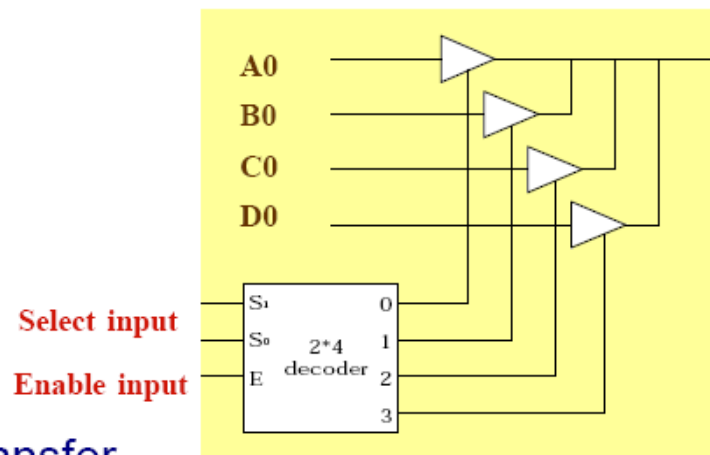 A0
B0
C0
D0
Select input
Enable input
S₁
S₀
E
2*4
decoder
0
1
2
3